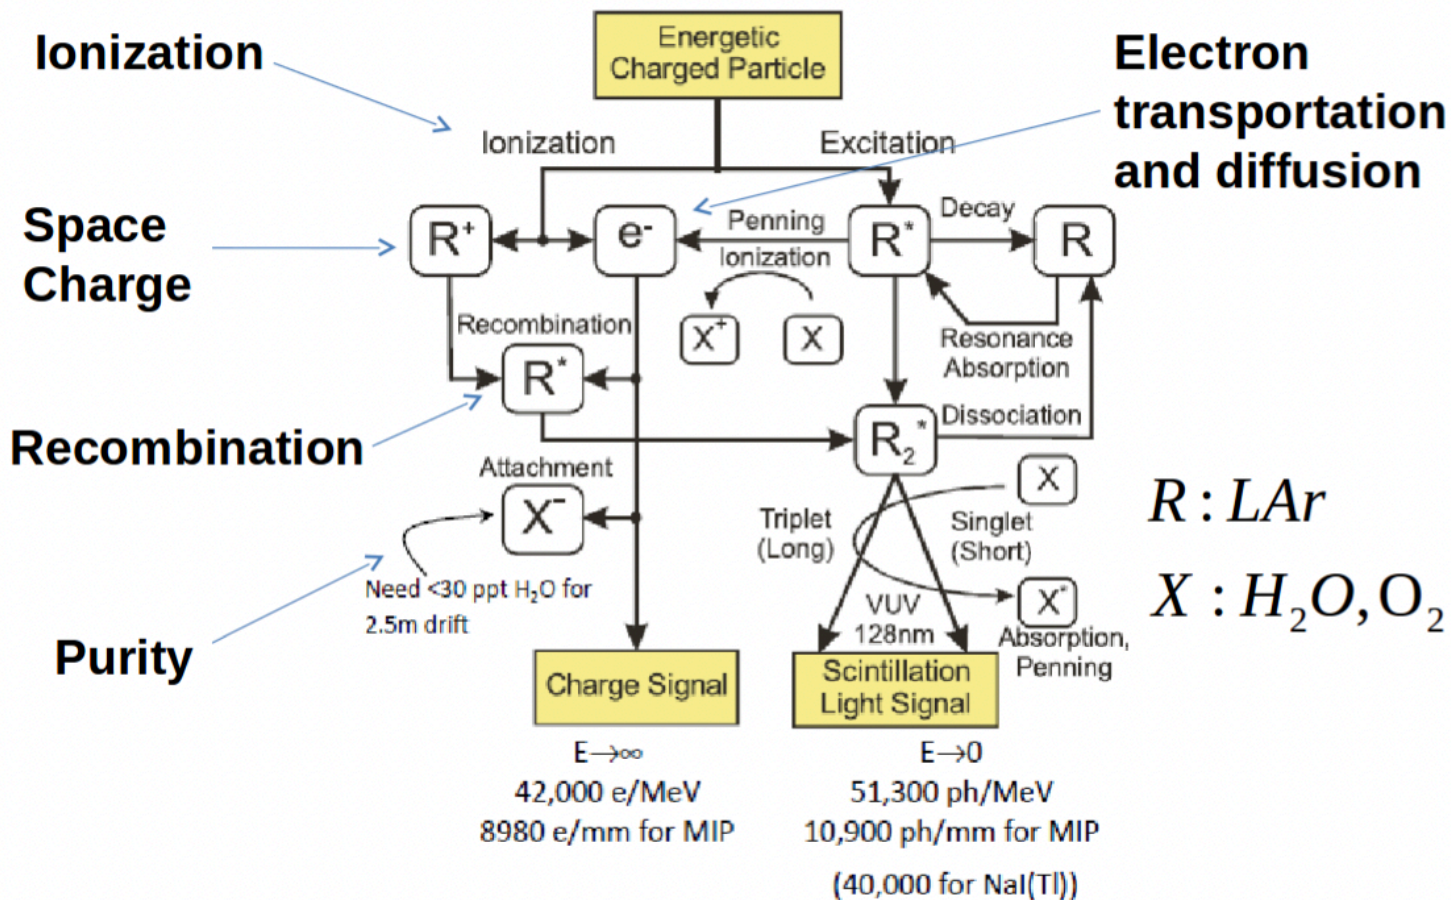 Energetic
Charged Particle
Ionization
Electron
transportation
and diffusion
Ionization
Excitation
Space
Charge
R⁺
e⁻
Penning
Ionization
R*
Decay
R
X⁺
X
Resonance
Absorption
Recombination
R*
Recombination
R₂*
Dissociation
Attachment
X⁻
X
Triplet
(Long)
Singlet
(Short)
R : LAr
X : H₂O, O₂
Need <30 ppt H₂O for
2.5m drift
Purity
VUV
128nm
X*
Absorption,
Penning
Charge Signal
Scintillation
Light Signal
E→∞
42,000 e/MeV
8980 e/mm for MIP
E→0
51,300 ph/MeV
10,900 ph/mm for MIP
(40,000 for NaI(Tl))